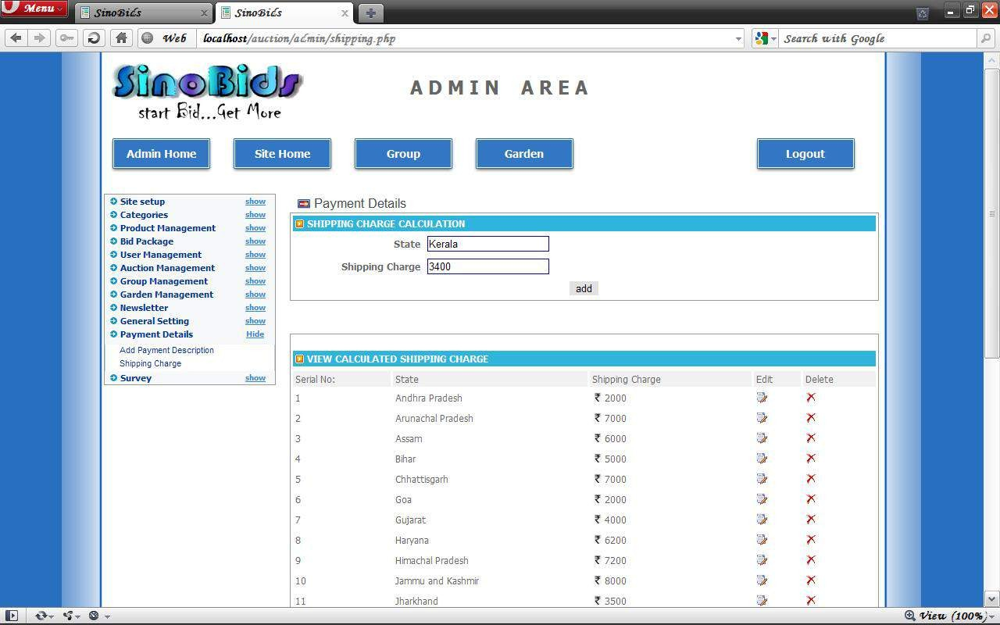 Menu
SinoBids
SinoBids
Web
localhost/auction/admin/shipping.php
Search with Google
SinoBids
start Bid...Get More
ADMIN AREA
Admin Home
Site Home
Group
Garden
Logout
Site setup show
Categories show
Product Management show
Bid Package show
User Management show
Auction Management show
Group Management show
Garden Management show
Newsletter show
General Setting show
Payment Details Hide
Add Payment Description
Shipping Charge
Survey show
Payment Details
SHIPPING CHARGE CALCULATION
State Kerala
Shipping Charge 3400
add
VIEW CALCULATED SHIPPING CHARGE
Serial No: State Shipping Charge Edit Delete
1 Andhra Pradesh ₹ 2000
2 Arunachal Pradesh ₹ 7000
3 Assam ₹ 6000
4 Bihar ₹ 5000
5 Chhattisgarh ₹ 7000
6 Goa ₹ 2000
7 Gujarat ₹ 4000
8 Haryana ₹ 6200
9 Himachal Pradesh ₹ 7200
10 Jammu and Kashmir ₹ 8000
11 Jharkhand ₹ 3500
View (100%)